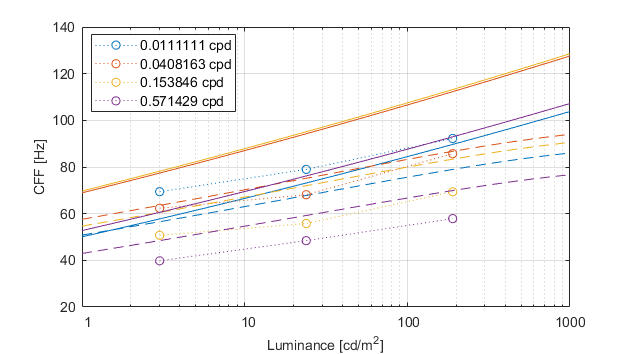 140
120
100
80
60
40
20
CFF [Hz]
0.0111111 cpd
0.0408163 cpd
0.153846 cpd
0.571429 cpd
1 10 100 1000
Luminance [cd/m²]